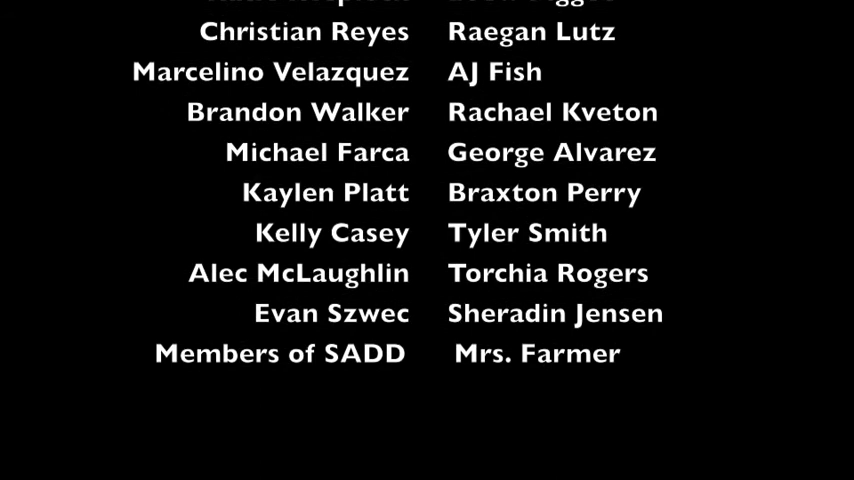 Christian Reyes Raegan Lutz
Marcelino Velazquez AJ Fish
Brandon Walker Rachael Kveton
Michael Farca George Alvarez
Kaylen Platt Braxton Perry
Kelly Casey Tyler Smith
Alec McLaughlin Torchia Rogers
Evan Szwec Sheradin Jensen
Members of SADD Mrs. Farmer